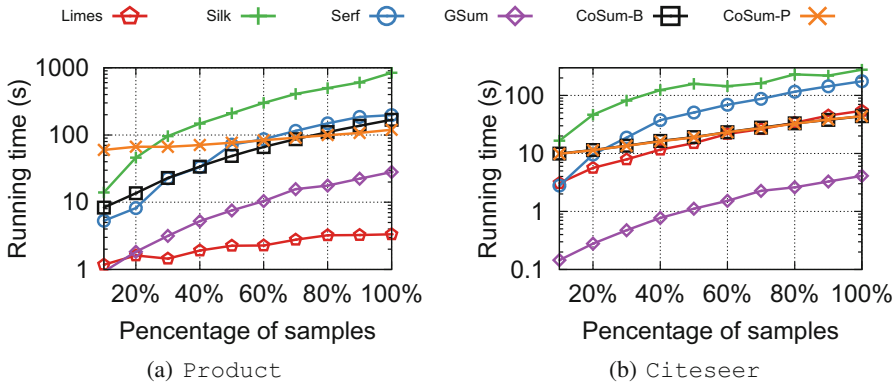 Limes Silk Serf GSum CoSum-B CoSum-P
Running time (s)
1000
100
10
1
20% 40% 60% 80% 100%
Pencentage of samples
(a) Product
Running time (s)
100
10
1
0.1
20% 40% 60% 80% 100%
Pencentage of samples
(b) Citeseer